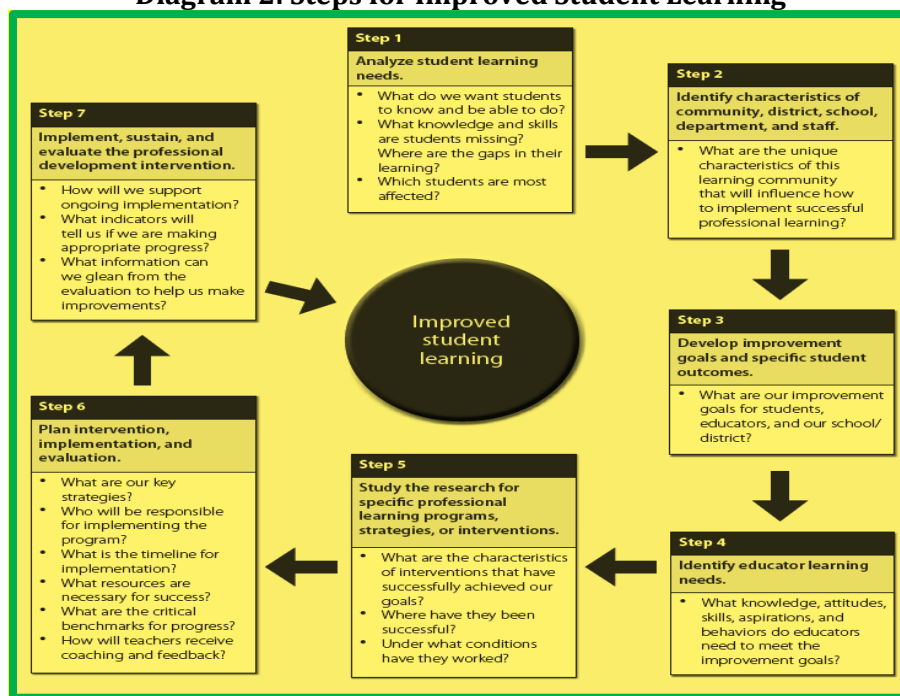 Diagram 2: Steps for Improved Student Learning
Step 1
Analyze student learning
needs.
• What do we want students
to know and be able to do?
• What knowledge and skills
are students missing?
Where are the gaps in their
learning?
• Which students are most
affected?
Step 2
Identify characteristics of
community, district, school,
department, and staff.
• What are the unique
characteristics of this
learning community
that will influence how
to implement successful
professional learning?
Step 3
Develop improvement
goals and specific student
outcomes.
• What are our improvement
goals for students,
educators, and our school/
district?
Step 4
Identify educator learning
needs.
• What knowledge, attitudes,
skills, aspirations, and
behaviors do educators
need to meet the
improvement goals?
Step 5
Study the research for
specific professional
learning programs,
strategies, or interventions.
• What are the characteristics
of interventions that have
successfully achieved our
goals?
• Where have they been
successful?
• Under what conditions
have they worked?
Step 6
Plan intervention,
implementation, and
evaluation.
• What are our key
strategies?
• Who will be responsible
for implementing the
program?
• What is the timeline for
implementation?
• What resources are
necessary for success?
• What are the critical
benchmarks for progress?
• How will teachers receive
coaching and feedback?
Step 7
Implement, sustain, and
evaluate the professional
development intervention.
• How will we support
ongoing implementation?
• What indicators will
tell us if we are making
appropriate progress?
• What information can
we glean from the
evaluation to help us make
improvements?
Improved
student
learning